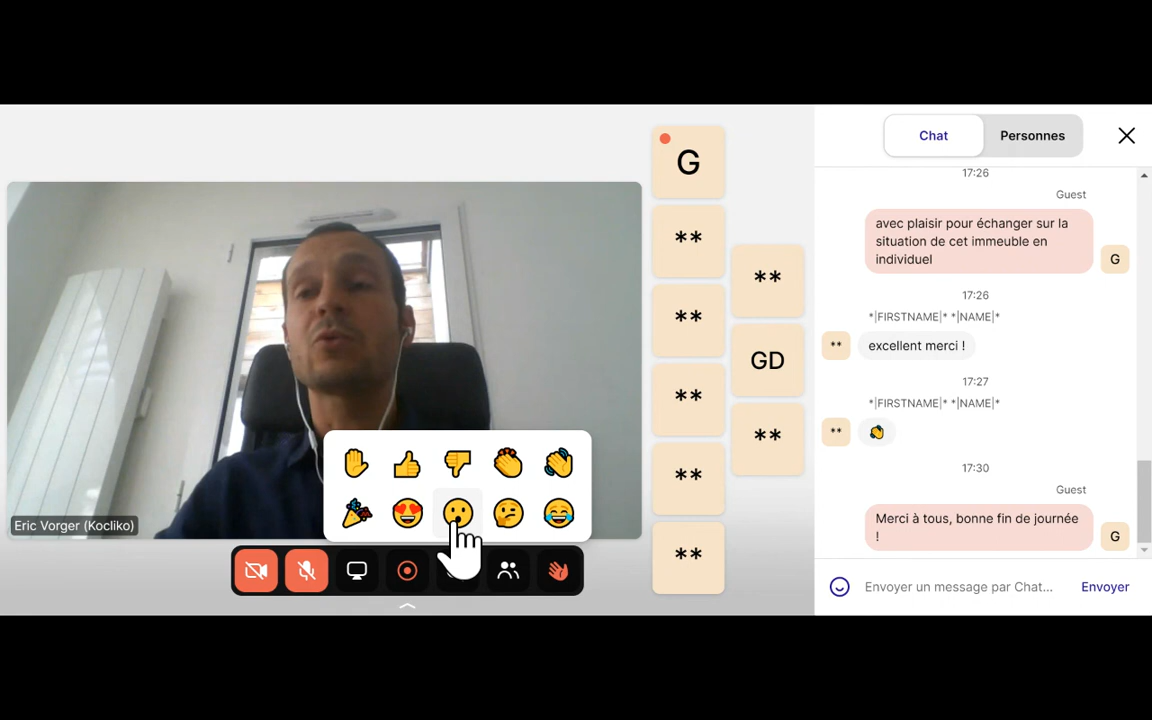 Eric Vorger (Kocliko)
G
**
**
**
**
**
**
GD
**
Chat
Personnes
17:26
Guest
avec plaisir pour échanger sur la
situation de cet immeuble en
individuel
G
17:26
*|FIRSTNAME|* *|NAME|*
**
excellent merci !
17:27
*|FIRSTNAME|* *|NAME|*
**
17:30
Guest
Merci à tous, bonne fin de journée
!
G
Envoyer un message par Chat...
Envoyer